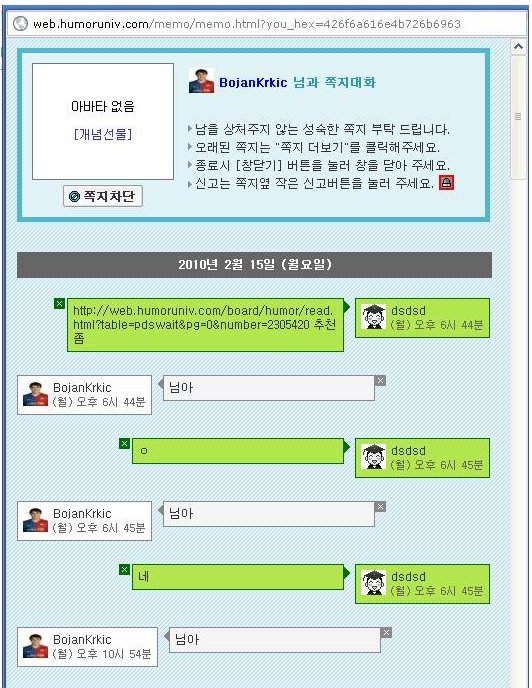 web.humoruniv.com/memo/memo.html?you_hex=426f6a616e4b726b6963
아바타 없음
[개념선물]
쪽지차단
BojanKrkic 님과 쪽지대화
남을 상처주지 않는 성숙한 쪽지 부탁 드립니다.
오래된 쪽지는 "쪽지 더보기"를 클릭해주세요.
종료시 [창닫기] 버튼을 눌러 창을 닫아 주세요.
신고는 쪽지옆 작은 신고버튼을 눌러 주세요.
2010년 2월 15일 (월요일)
http://web.humoruniv.com/board/humor/read.
html?table=pdswait&pg=0&number=2305420 추천
좀
dsdsd
(월) 오후 6시 44분
BojanKrkic
(월) 오후 6시 44분
님아
ㅇ
dsdsd
(월) 오후 6시 45분
BojanKrkic
(월) 오후 6시 45분
님아
네
dsdsd
(월) 오후 6시 45분
BojanKrkic
(월) 오후 10시 54분
님아